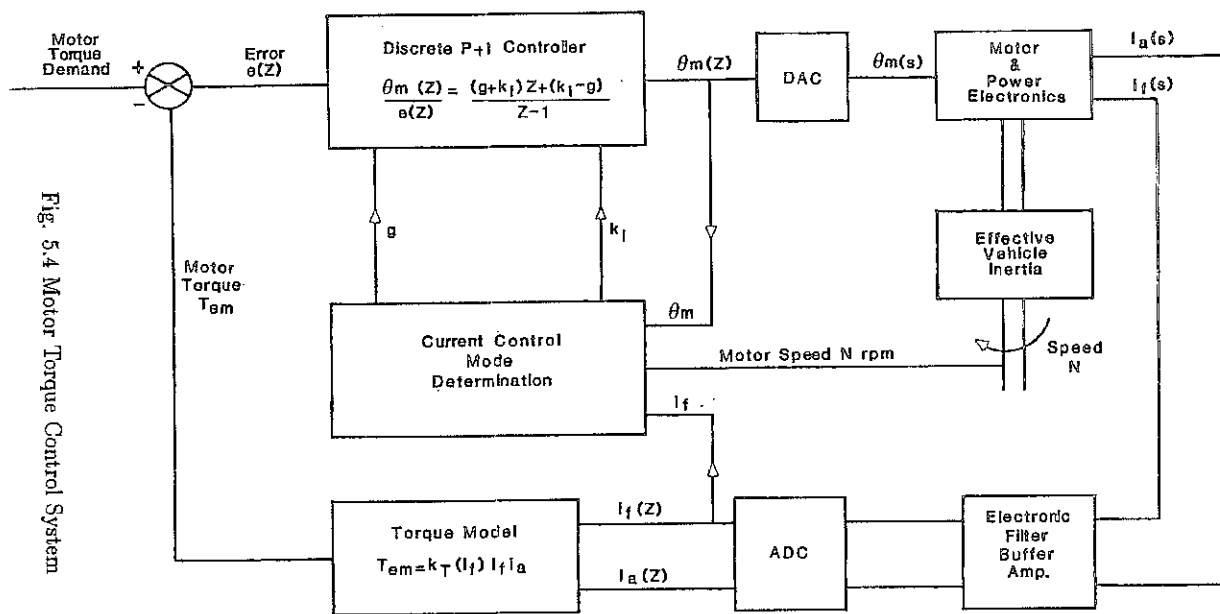 Motor
Torque
Demand
+
−
Error
e(Z)
Discrete P+I Controller
θm (Z) / e(Z) = (g+kI) Z+(kI-g) / Z-1
θm(Z)
DAC
θm(s)
Motor
&
Power
Electronics
Ia(s)
If(s)
g
kI
Effective
Vehicle
Inertia
Motor
Torque
Tem
θm
Current Control
Mode
Determination
Motor Speed N rpm
Speed
N
If
Torque Model
Tem=kT(If) If Ia
If(Z)
Ia(Z)
ADC
Electronic
Filter
Buffer
Amp.
Fig. 5.4 Motor Torque Control System